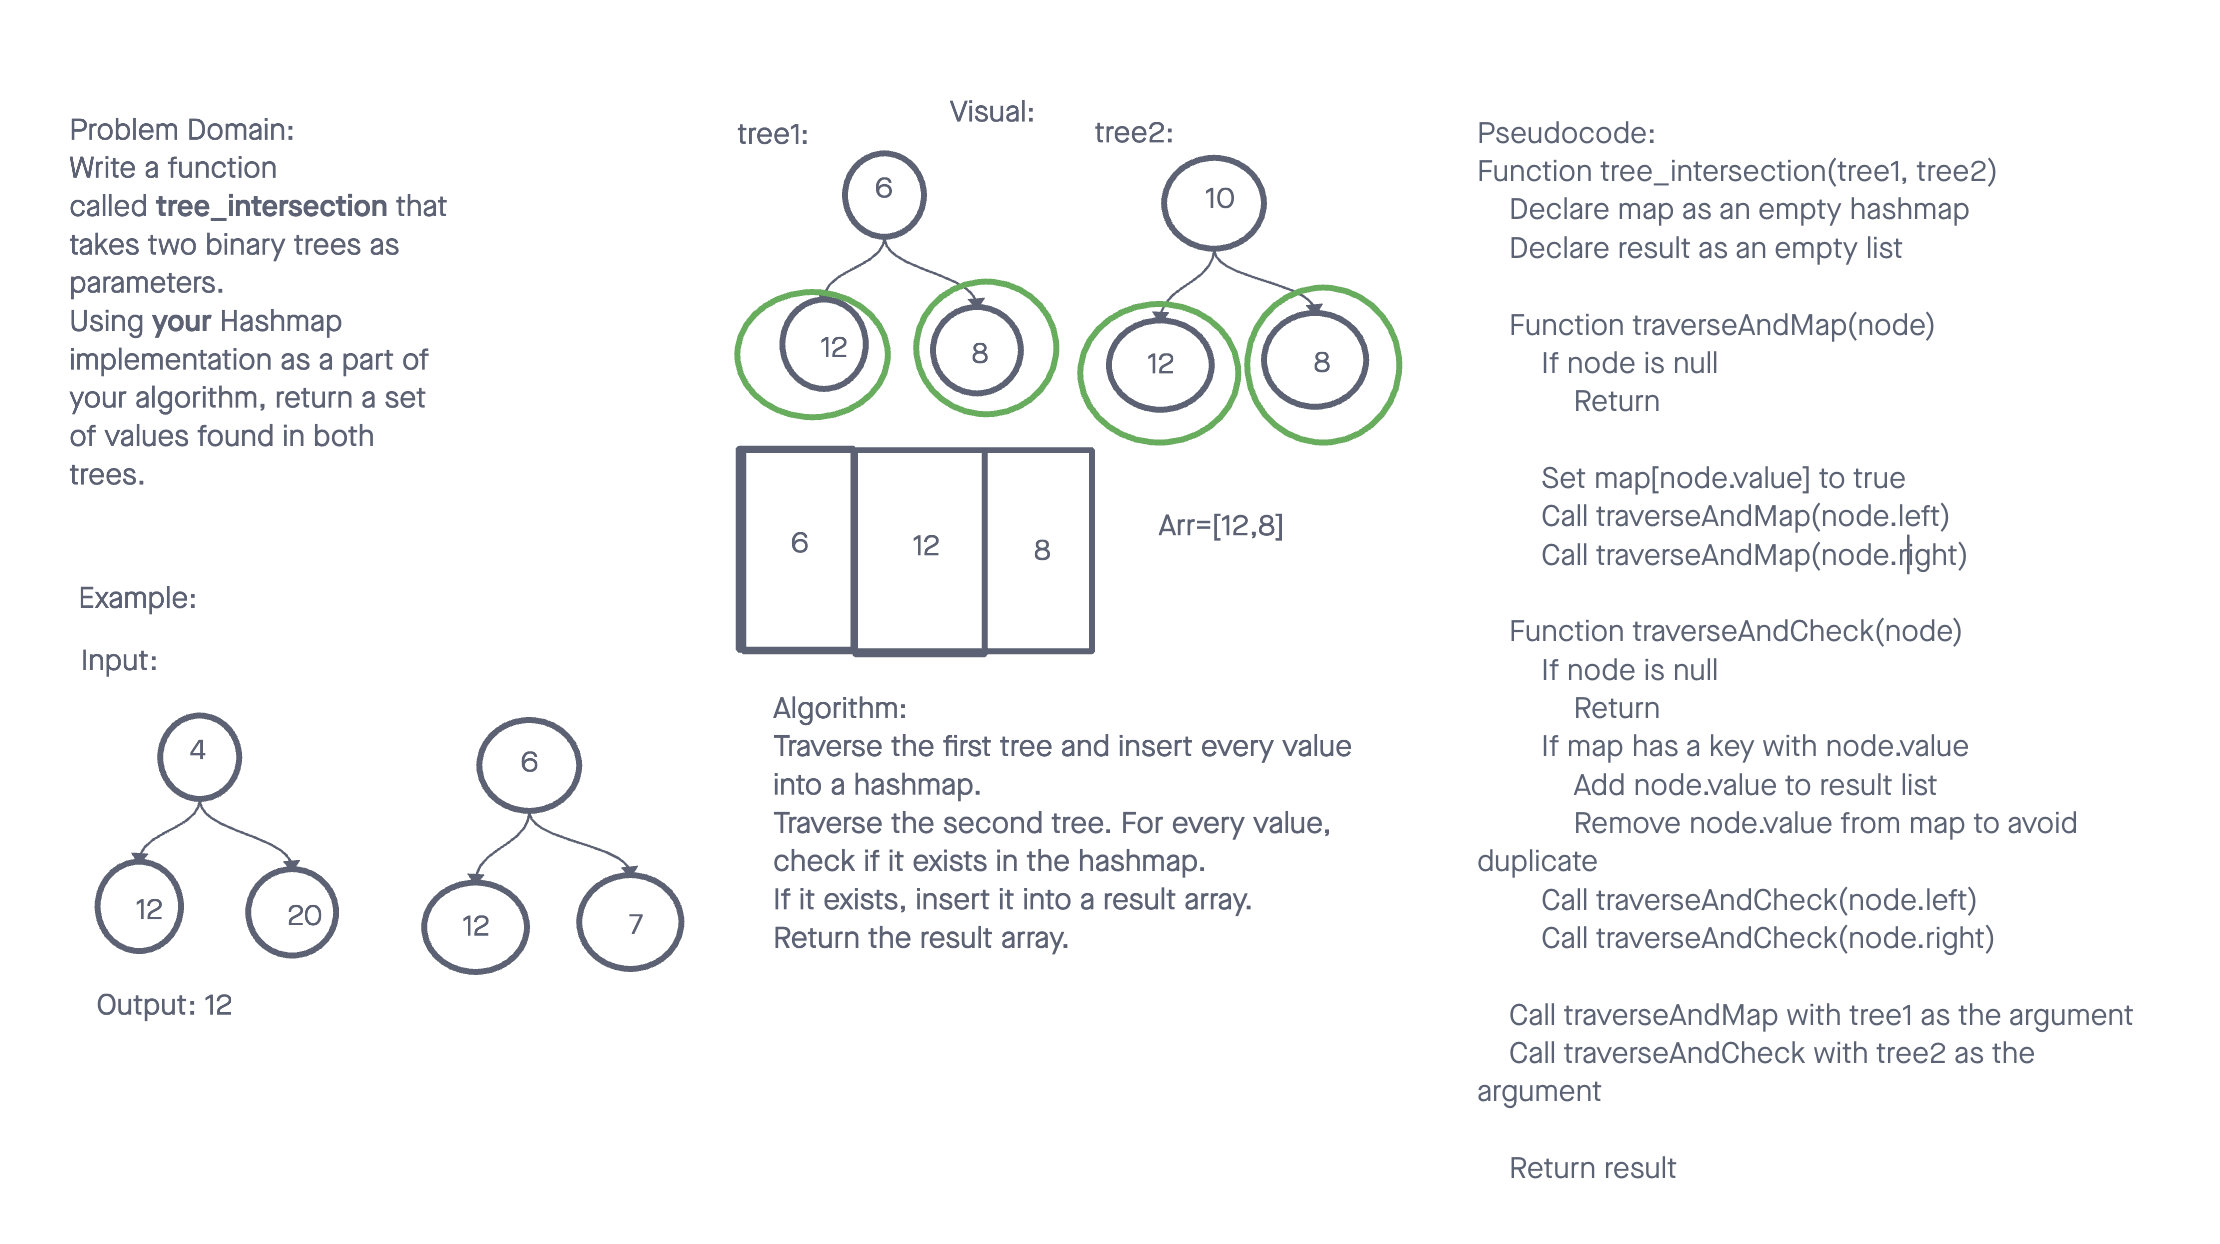 Problem Domain:
Write a function
called tree_intersection that
takes two binary trees as
parameters.
Using your Hashmap
implementation as a part of
your algorithm, return a set
of values found in both
trees.
Example:
Input:
4
12
20
6
12
7
Output: 12
Visual:
tree1:
6
12
8
tree2:
10
12
8
6
12
8
Arr=[12,8]
Algorithm:
Traverse the first tree and insert every value
into a hashmap.
Traverse the second tree. For every value,
check if it exists in the hashmap.
If it exists, insert it into a result array.
Return the result array.
Pseudocode:
Function tree_intersection(tree1, tree2)
Declare map as an empty hashmap
Declare result as an empty list
Function traverseAndMap(node)
If node is null
Return
Set map[node.value] to true
Call traverseAndMap(node.left)
Call traverseAndMap(node.right)
Function traverseAndCheck(node)
If node is null
Return
If map has a key with node.value
Add node.value to result list
Remove node.value from map to avoid
duplicate
Call traverseAndCheck(node.left)
Call traverseAndCheck(node.right)
Call traverseAndMap with tree1 as the argument
Call traverseAndCheck with tree2 as the
argument
Return result